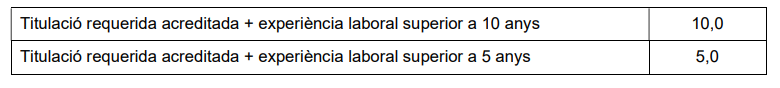 Titulació requerida acreditada + experiència laboral superior a 10 anys 10,0
Titulació requerida acreditada + experiència laboral superior a 5 anys 5,0